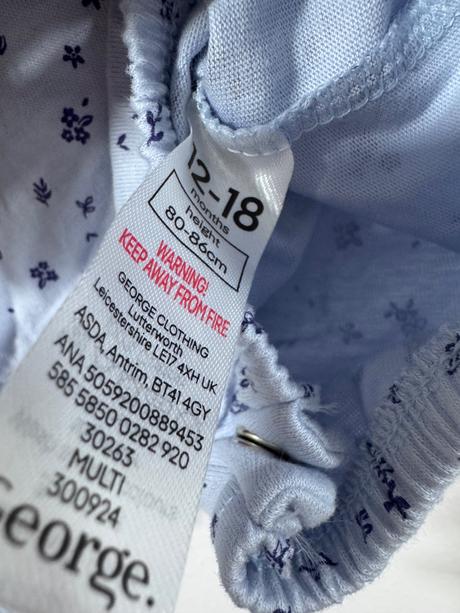 12-18
months
height
80-86cm
WARNING!
KEEP AWAY FROM FIRE
GEORGE CLOTHING
Lutterworth
Leicestershire LE17 4XH UK
ASDA, Antrim, BT41 4GY
ANA 5059200889453
585 5850 0282 920
30263
MULTI
300924
George.